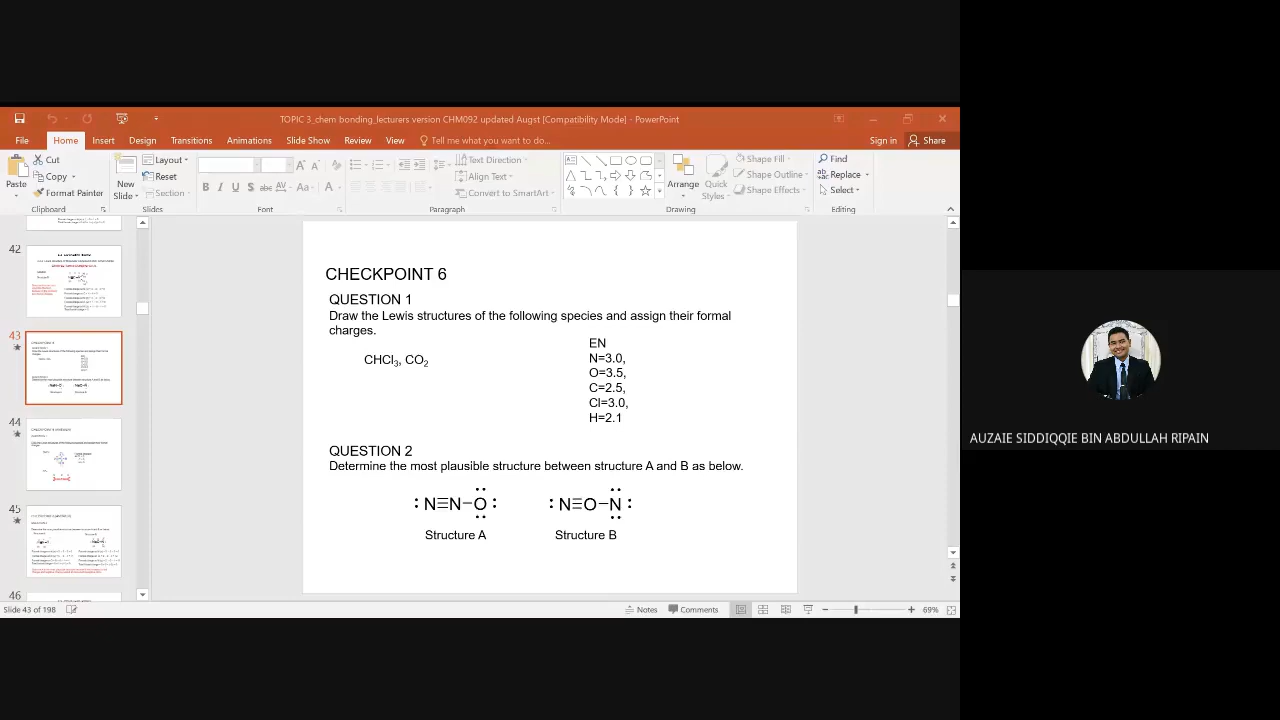 TOPIC 3_chem bonding_lecturers version CHM092 updated Augst [Compatibility Mode] - PowerPoint
File Home Insert Design Transitions Animations Slide Show Review View Tell me what you want to do... Sign in Share
Paste
Cut
Copy
Format Painter
Clipboard
New Slide
Layout
Reset
Section
Slides
B I U S abc AV Aa A
Font
Text Direction
Align Text
Convert to SmartArt
Paragraph
Arrange
Quick Styles
Shape Fill
Shape Outline
Shape Effects
Drawing
Find
Replace
Select
Editing
42
43
44
45
46
CHECKPOINT 6
QUESTION 1
Draw the Lewis structures of the following species and assign their formal
charges.
CHCl₃, CO₂
EN
N=3.0,
O=3.5,
C=2.5,
Cl=3.0,
H=2.1
QUESTION 2
Determine the most plausible structure between structure A and B as below.
:N≡N–O: :N≡O–N:
Structure A Structure B
AUZAIE SIDDIQQIE BIN ABDULLAH RIPAIN
Slide 43 of 198 Notes Comments 69%